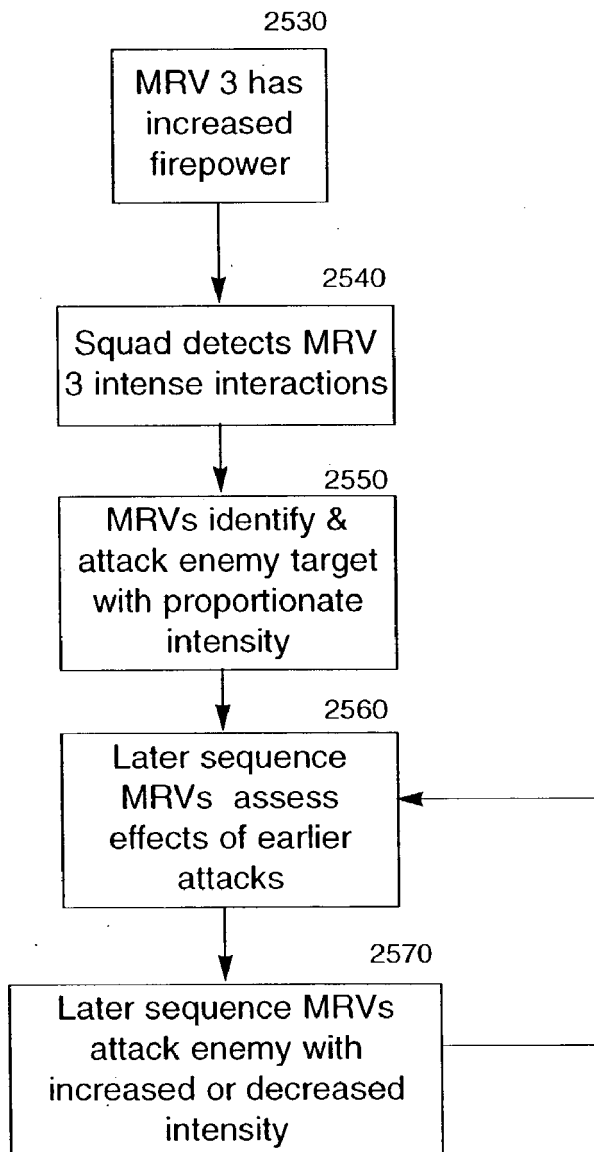 2530
MRV 3 has
increased
firepower
2540
Squad detects MRV
3 intense interactions
2550
MRVs identify &
attack enemy target
with proportionate
intensity
2560
Later sequence
MRVs assess
effects of earlier
attacks
2570
Later sequence MRVs
attack enemy with
increased or decreased
intensity